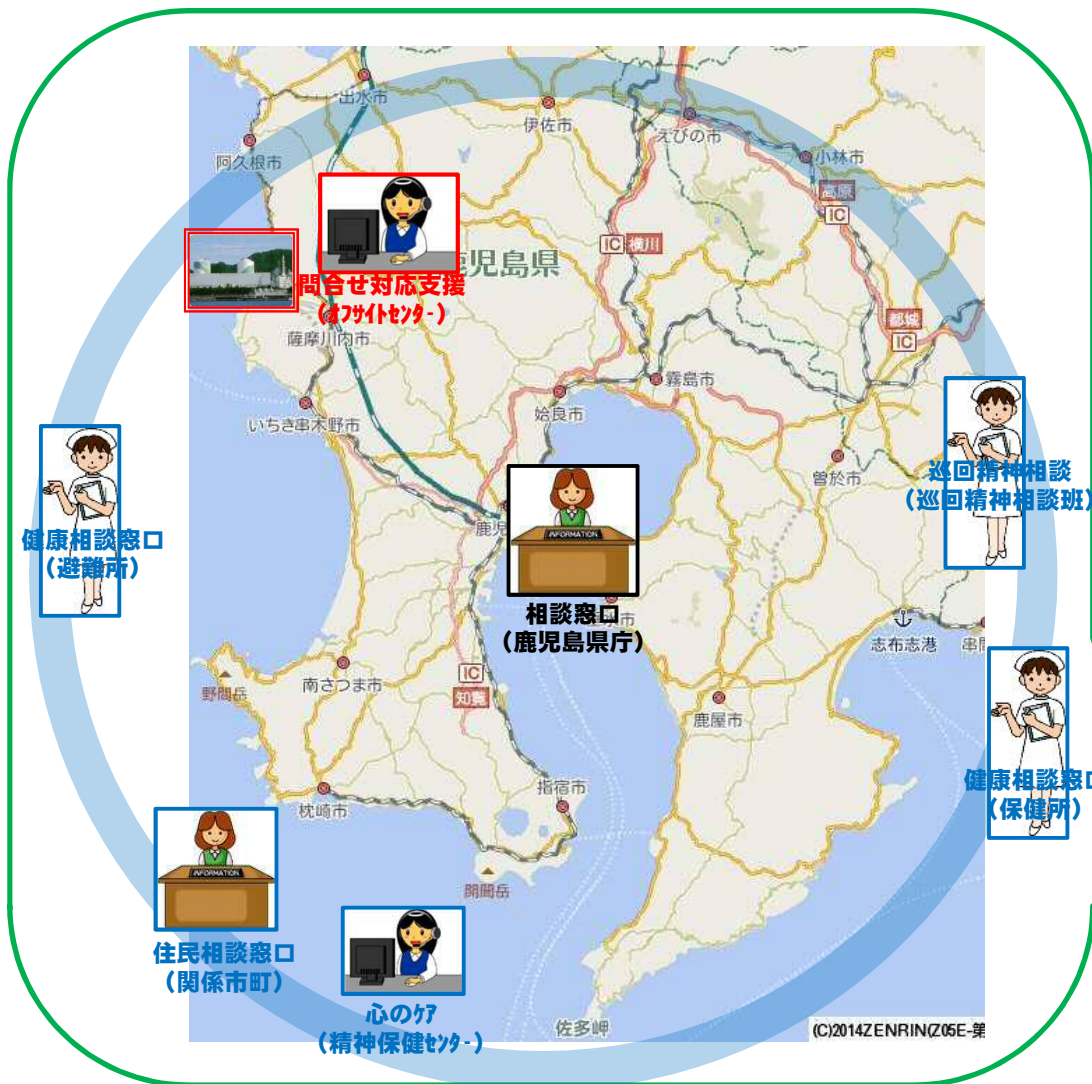 出水市
伊佐市
えびの市
阿久根市
小林市
高原
IC
IC 横川
鹿児島県
問合せ対応支援
(ｵﾌｻｲﾄｾﾝﾀｰ)
都城
IC
薩摩川内市
霧島市
姶良市
いちき串木野市
曽於市
巡回精神相談
(巡回精神相談班)
健康相談窓口
(避難所)
鹿児
INFORMATION
相談窓口
(鹿児島県庁)
志布志港
串間
IC
知覧
野間岳
南さつま市
鹿屋市
健康相談窓口
(保健所)
指宿市
枕崎市
INFORMATION
開聞岳
住民相談窓口
(関係市町)
心のｹｱ
(精神保健ｾﾝﾀｰ)
佐多岬
(C)2014ZENRIN(Z05E-第